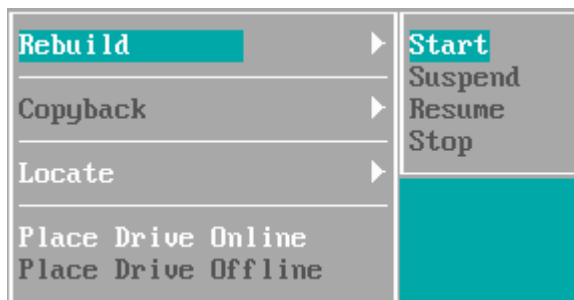 Rebuild
Copyback
Locate
Place Drive Online
Place Drive Offline
Start
Suspend
Resume
Stop